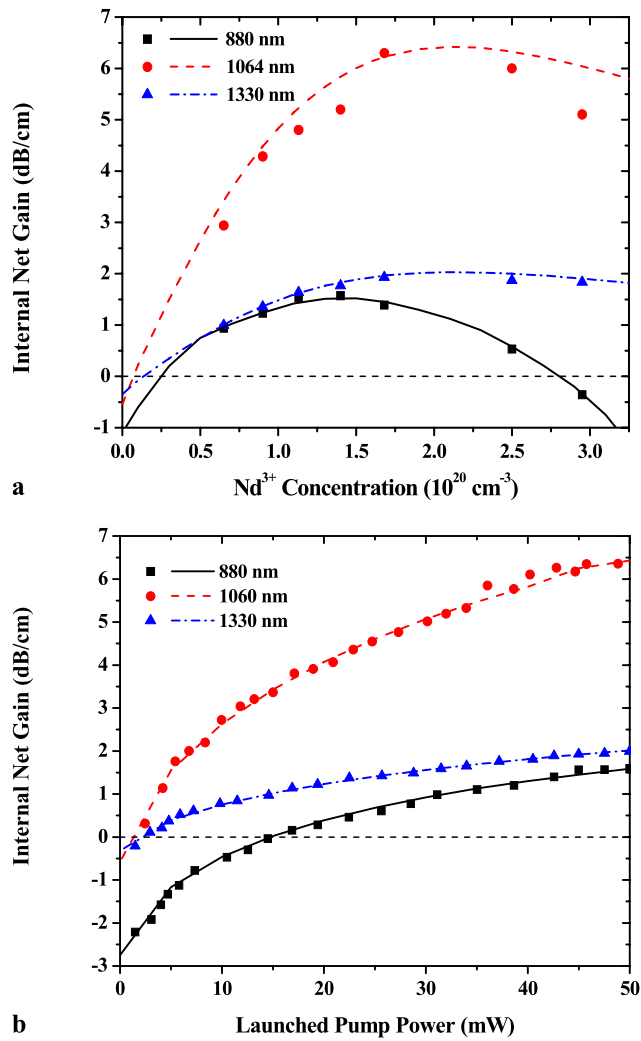 7
6
5
4
3
2
1
0
-1
Internal Net Gain (dB/cm)
880 nm
1064 nm
1330 nm
0.0 0.5 1.0 1.5 2.0 2.5 3.0
a Nd³⁺ Concentration (10²⁰ cm⁻³)
7
6
5
4
3
2
1
0
-1
-2
-3
Internal Net Gain (dB/cm)
880 nm
1060 nm
1330 nm
0 10 20 30 40 50
b Launched Pump Power (mW)